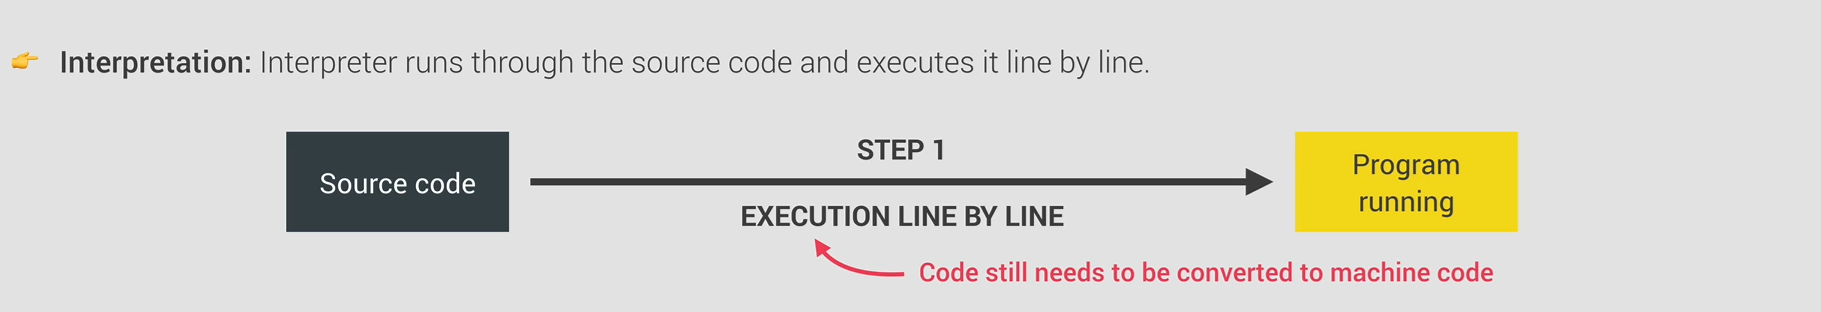 👉 Interpretation: Interpreter runs through the source code and executes it line by line.
STEP 1
Source code
Program
running
EXECUTION LINE BY LINE
Code still needs to be converted to machine code